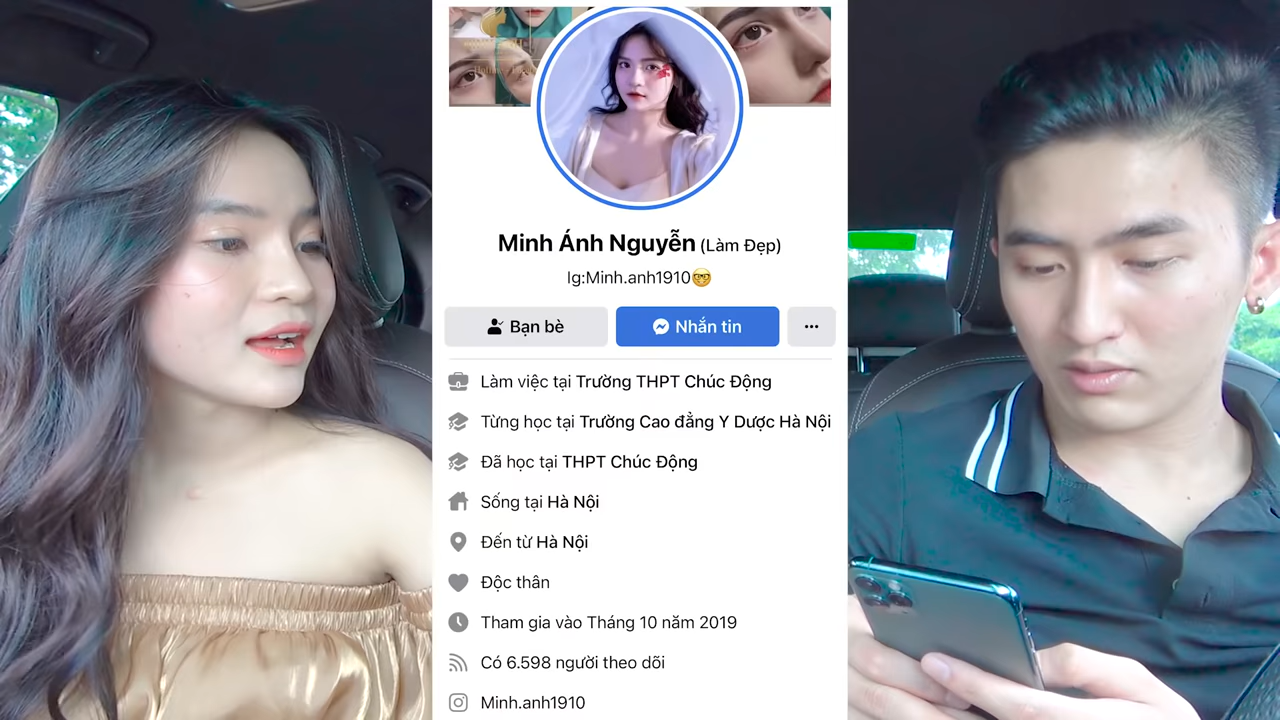 Minh Ánh Nguyễn (Làm Đẹp)
Ig:Minh.anh1910🤓
Bạn bè
Nhắn tin
Làm việc tại Trường THPT Chúc Động
Từng học tại Trường Cao đẳng Y Dược Hà Nội
Đã học tại THPT Chúc Động
Sống tại Hà Nội
Đến từ Hà Nội
Độc thân
Tham gia vào Tháng 10 năm 2019
Có 6.598 người theo dõi
Minh.anh1910